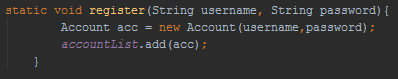 static void register(String username, String password){
Account acc = new Account(username,password);
accountList.add(acc);
}